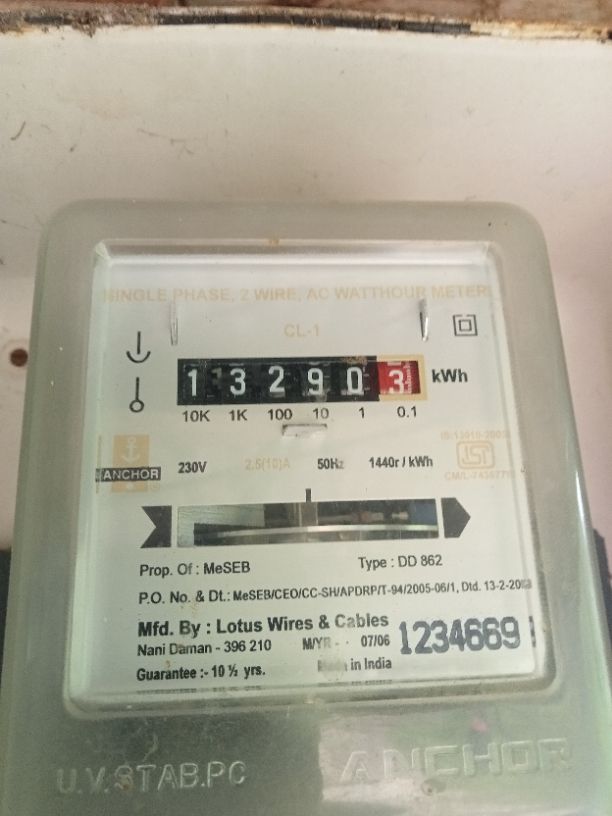 SINGLE PHASE, 2 WIRE, AC WATTHOUR METER
CL-1
1 3 2 9 0 3 kWh
10K 1K 100 10 1 0.1
ANCHOR
230V 2.5(10)A 50Hz 1440r / kWh
Prop. Of : MeSEB Type : DD 862
P.O. No. & Dt.: MeSEB/CEO/CC-SH/APDRP/T-94/2005-06/1, Dtd. 13-2-
Mfd. By : Lotus Wires & Cables
Nani Daman - 396 210 M/YR - - 07/06 1234669
Guarantee :- 10 ½ yrs. Made in India
U.V.STAB.PC ANCHOR